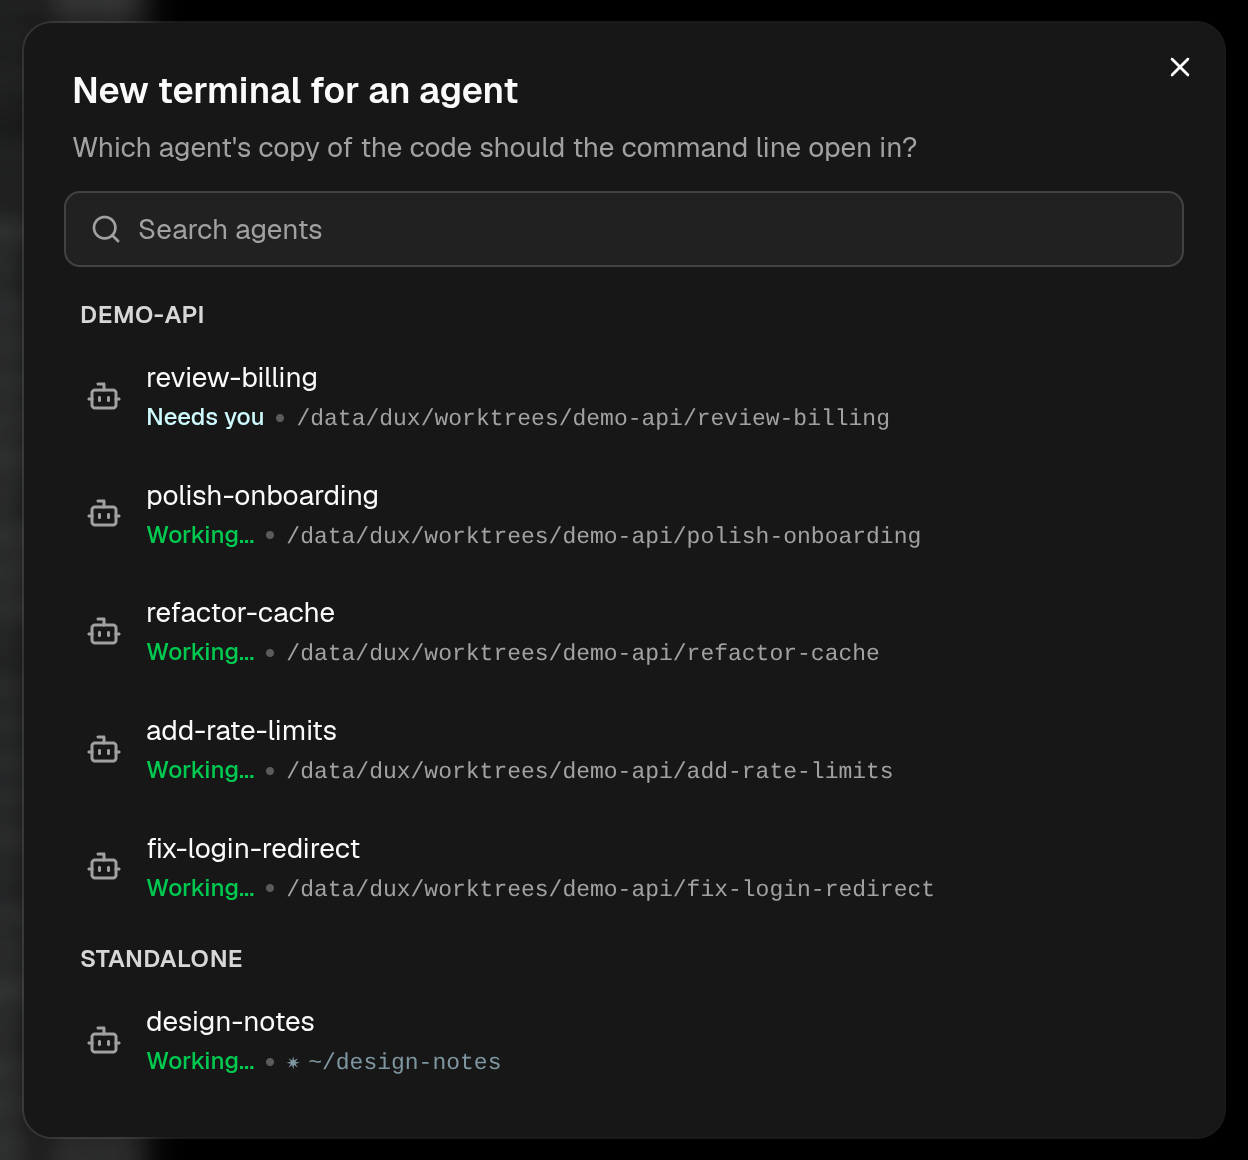 New terminal for an agent
Which agent's copy of the code should the command line open in?
Search agents
DEMO-API
review-billing
Needs you • /data/dux/worktrees/demo-api/review-billing
polish-onboarding
Working… • /data/dux/worktrees/demo-api/polish-onboarding
refactor-cache
Working… • /data/dux/worktrees/demo-api/refactor-cache
add-rate-limits
Working… • /data/dux/worktrees/demo-api/add-rate-limits
fix-login-redirect
Working… • /data/dux/worktrees/demo-api/fix-login-redirect
STANDALONE
design-notes
Working… • ✷ ~/design-notes